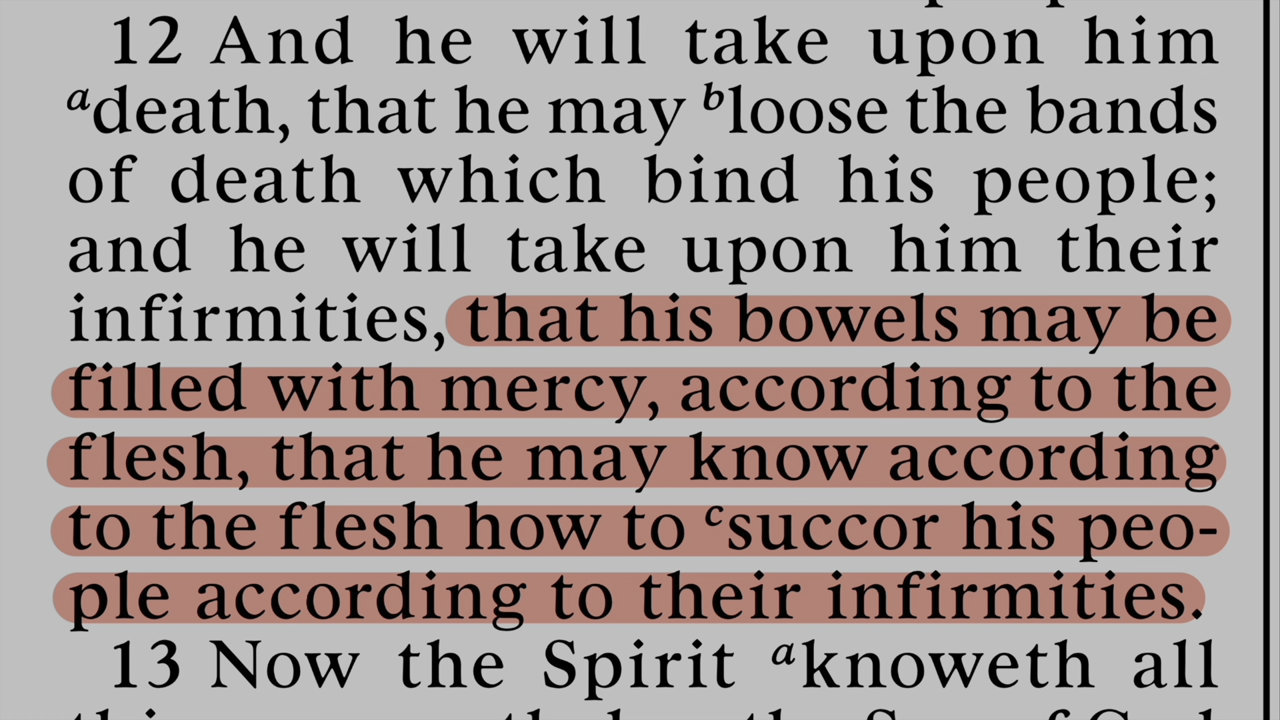 12 And he will take upon him
adeath, that he may bloose the bands
of death which bind his people;
and he will take upon him their
infirmities, that his bowels may be
filled with mercy, according to the
flesh, that he may know according
to the flesh how to csuccor his peo-
ple according to their infirmities.
13 Now the Spirit aknoweth all